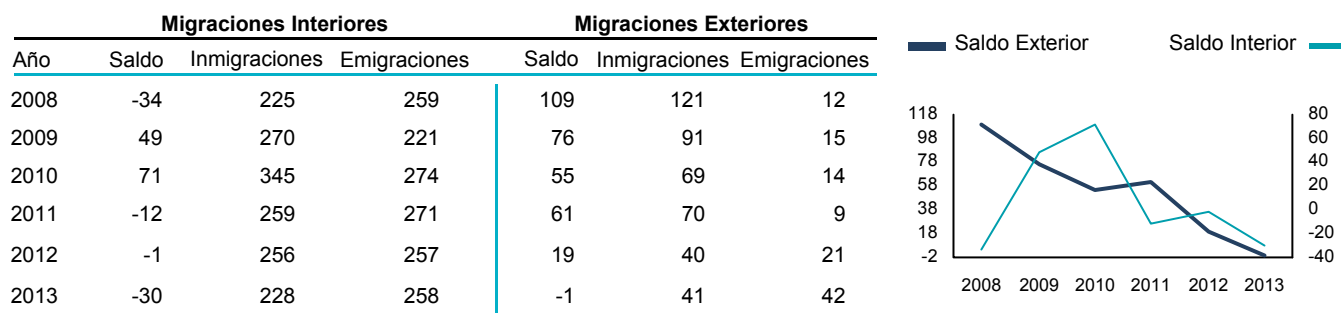 Migraciones Interiores Migraciones Exteriores
Año Saldo Inmigraciones Emigraciones Saldo Inmigraciones Emigraciones
2008 -34 225 259 109 121 12
2009 49 270 221 76 91 15
2010 71 345 274 55 69 14
2011 -12 259 271 61 70 9
2012 -1 256 257 19 40 21
2013 -30 228 258 -1 41 42
Saldo Exterior Saldo Interior
118 80
98 60
78 40
58 20
38 0
18 -20
-2 -40
2008 2009 2010 2011 2012 2013